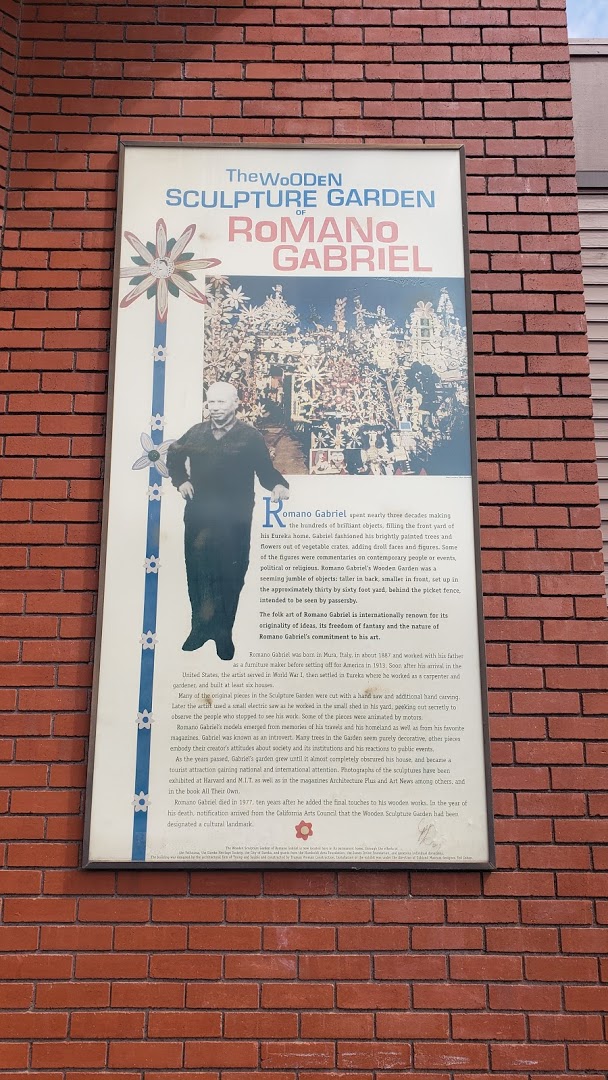 The WOODEN
SCULPTURE GARDEN
OF
ROMANO
GABRIEL
Romano Gabriel spent nearly three decades making
the hundreds of brilliant objects, filling the front yard of
his Eureka home. Gabriel fashioned his brightly painted trees and
flowers out of vegetable crates, adding droll faces and figures. Some
of the figures were commentaries on contemporary people or events,
political or religious. Romano Gabriel's Wooden Garden was a
seeming jumble of objects: taller in back, smaller in front, set up in
the approximately thirty by sixty foot yard, behind the picket fence,
intended to be seen by passersby.
The folk art of Romano Gabriel is internationally renown for its
originality of ideas, its freedom of fantasy and the nature of
Romano Gabriel's commitment to his art.
Romano Gabriel was born in Mura, Italy, in about 1887 and worked with his father
as a furniture maker before setting off for America in 1913. Soon after his arrival in the
United States, the artist served in World War I, then settled in Eureka where he worked as a carpenter and
gardener, and built at least six houses.
Many of the original pieces in the Sculpture Garden were cut with a hand saw and additional hand carving.
Later the artist used a small electric saw as he worked in the small shed in his yard, peeking out secretly to
observe the people who stopped to see his work. Some of the pieces were animated by motors.
Romano Gabriel's models emerged from memories of his travels and his homeland as well as from his favorite
magazines. Gabriel was known as an introvert. Many trees in the Garden seem purely decorative, other pieces
embody their creator's attitudes about society and its institutions and his reactions to public events.
As the years passed, Gabriel's garden grew until it almost completely obscured his house, and became a
tourist attraction gaining national and international attention. Photographs of the sculptures have been
exhibited at Harvard and M.I.T. as well as in the magazines Architecture Plus and Art News among others, and
in the book All Their Own.
Romano Gabriel died in 1977, ten years after he added the final touches to his wooden works. In the year of
his death, notification arrived from the California Arts Council that the Wooden Sculpture Garden had been
designated a cultural landmark.